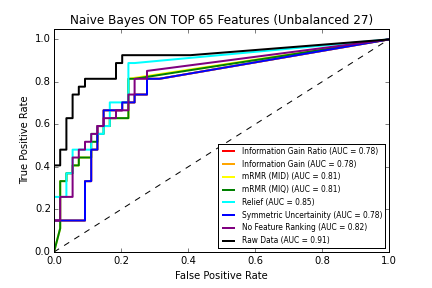 Naive Bayes ON TOP 65 Features (Unbalanced 27)
True Positive Rate
1.0
0.8
0.6
0.4
0.2
0.0
Information Gain Ratio (AUC = 0.78)
Information Gain (AUC = 0.78)
mRMR (MID) (AUC = 0.81)
mRMR (MIQ) (AUC = 0.81)
Relief (AUC = 0.85)
Symmetric Uncertainity (AUC = 0.78)
No Feature Ranking (AUC = 0.82)
Raw Data (AUC = 0.91)
0.0 0.2 0.4 0.6 0.8 1.0
False Positive Rate